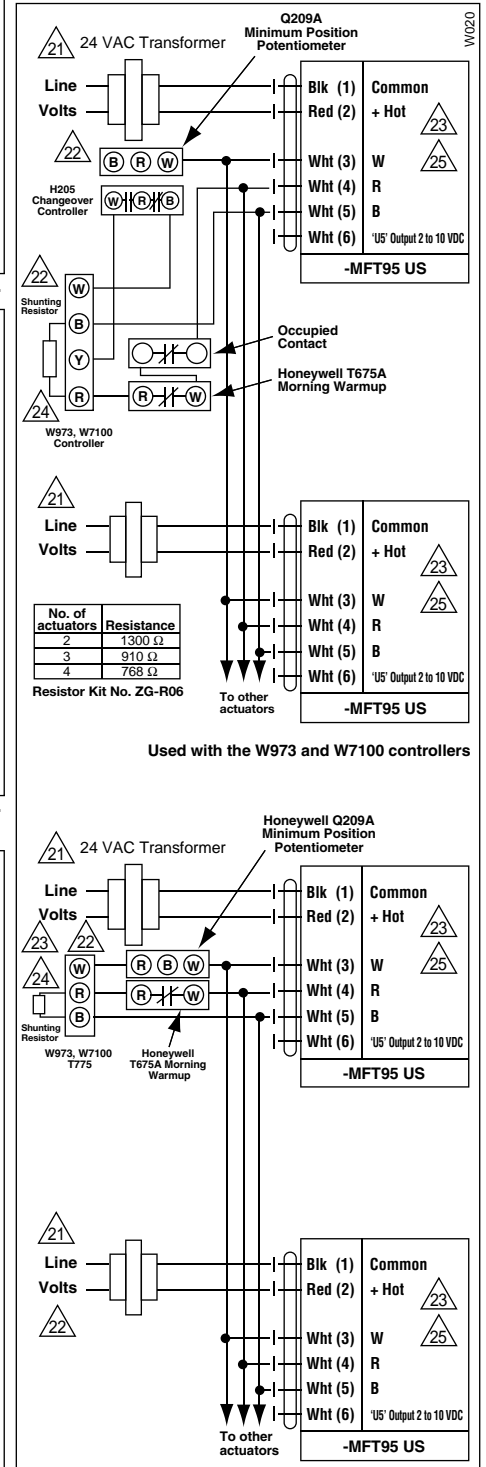 W020
Q209A
Minimum Position
Potentiometer
21 24 VAC Transformer
Line
Volts
Blk (1) Common
Red (2) + Hot
23
22
B R W
Wht (3) W
25
Wht (4) R
Wht (5) B
Wht (6) 'U5' Output 2 to 10 VDC
-MFT95 US
H205
Changeover
Controller
W R B
22
Shunting
Resistor
W
B
Y
R
24
W973, W7100
Controller
Occupied
Contact
Honeywell T675A
Morning Warmup
R W
21
Line
Volts
Blk (1) Common
Red (2) + Hot
23
Wht (3) W
25
Wht (4) R
Wht (5) B
Wht (6) 'U5' Output 2 to 10 VDC
-MFT95 US
No. of
actuators Resistance
2 1300 Ω
3 910 Ω
4 768 Ω
Resistor Kit No. ZG-R06
To other
actuators
Used with the W973 and W7100 controllers
Honeywell Q209A
Minimum Position
Potentiometer
21 24 VAC Transformer
Line
Volts
Blk (1) Common
Red (2) + Hot
23
23 22
W R B W
Wht (3) W
25
24
R R W
Wht (4) R
B
Wht (5) B
Wht (6) 'U5' Output 2 to 10 VDC
-MFT95 US
Shunting
Resistor
W973, W7100
T775
Honeywell
T675A Morning
Warmup
21
Line
Volts
22
Blk (1) Common
Red (2) + Hot
23
Wht (3) W
25
Wht (4) R
Wht (5) B
Wht (6) 'U5' Output 2 to 10 VDC
-MFT95 US
To other
actuators